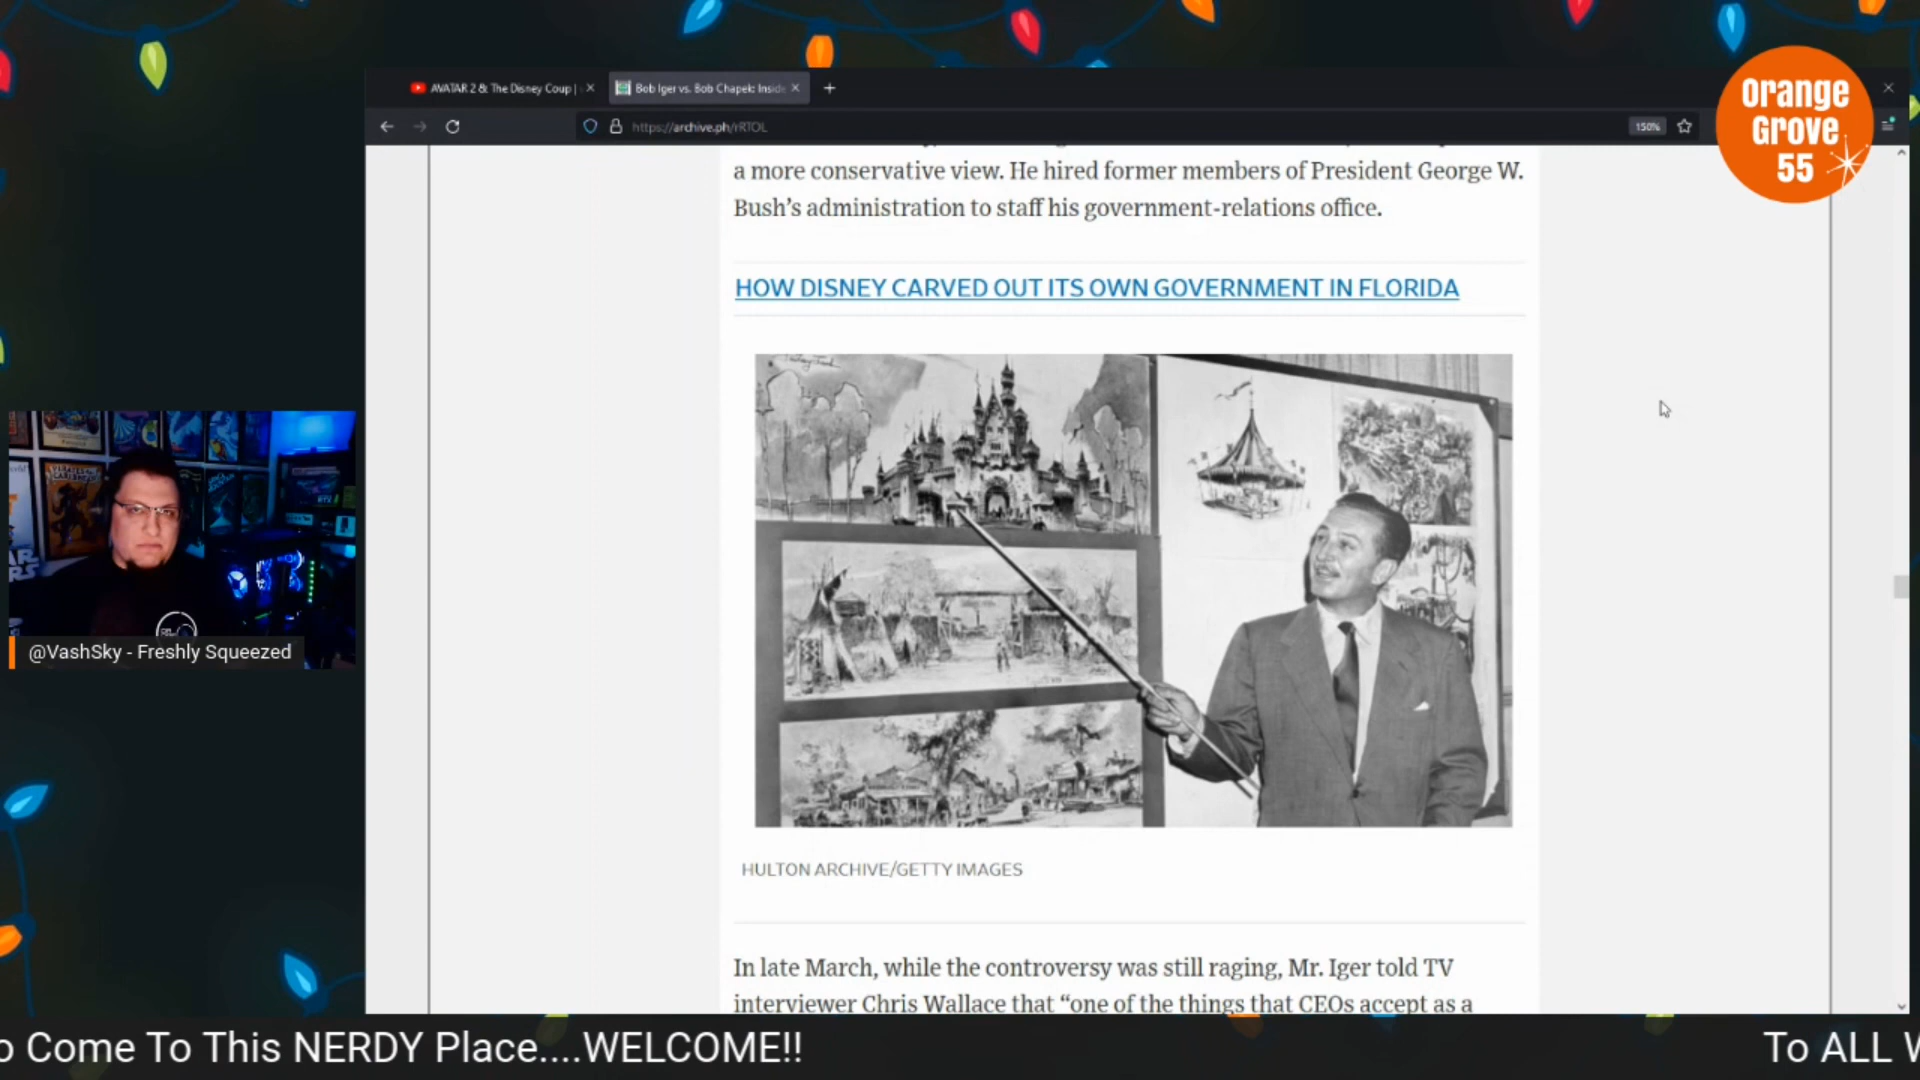 Orange
Grove
55
AVATAR 2 & The Disney Coup |
Bob Iger vs. Bob Chapek: Inside
https://archive.ph/rRTOL
150%
a more conservative view. He hired former members of President George W.
Bush's administration to staff his government-relations office.
HOW DISNEY CARVED OUT ITS OWN GOVERNMENT IN FLORIDA
HULTON ARCHIVE/GETTY IMAGES
In late March, while the controversy was still raging, Mr. Iger told TV
interviewer Chris Wallace that “one of the things that CEOs accept as a
@VashSky - Freshly Squeezed
o Come To This NERDY Place....WELCOME!!
To ALL W